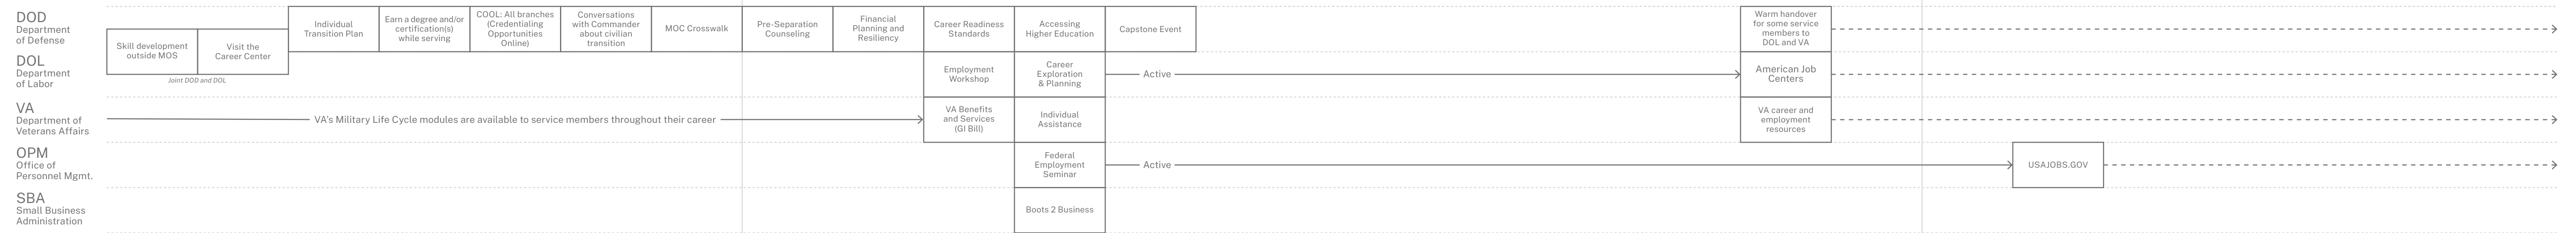 DOD
Department
of Defense
Skill development
outside MOS
Visit the
Career Center
Joint DOD and DOL
Individual
Transition Plan
Earn a degree and/or
certification(s)
while serving
COOL: All branches
(Credentialing
Opportunities
Online)
Conversations
with Commander
about civilian
transition
MOC Crosswalk
Pre-Separation
Counseling
Financial
Planning and
Resiliency
Career Readiness
Standards
Accessing
Higher Education
Capstone Event
Warm handover
for some service
members to
DOL and VA
DOL
Department
of Labor
Employment
Workshop
Career
Exploration
& Planning
Active
American Job
Centers
VA
Department of
Veterans Affairs
VA's Military Life Cycle modules are available to service members throughout their career
VA Benefits
and Services
(GI Bill)
Individual
Assistance
VA career and
employment
resources
OPM
Office of
Personnel Mgmt.
Federal
Employment
Seminar
Active
USAJOBS.GOV
SBA
Small Business
Administration
Boots 2 Business